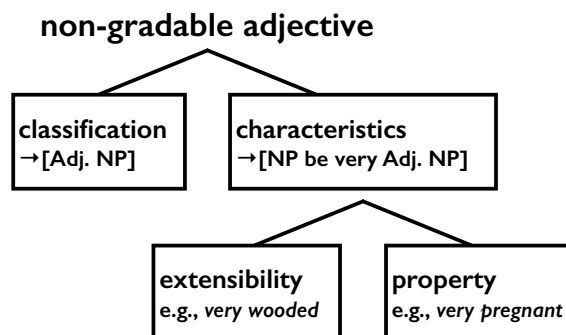 non-gradable adjective
classification
→[Adj. NP]
characteristics
→[NP be very Adj. NP]
extensibility
e.g., very wooded
property
e.g., very pregnant